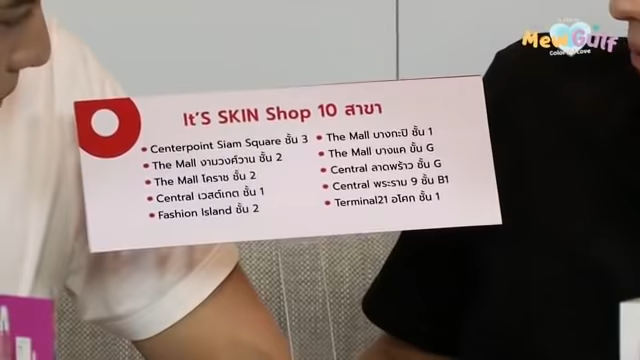 Mew Gulf
It'S SKIN Shop 10 สาขา
• Centerpoint Siam Square ชั้น 3
• The Mall งามวงศ์วาน ชั้น 2
• The Mall โคราช ชั้น 2
• Central เวสต์เกต ชั้น 1
• Fashion Island ชั้น 2
• The Mall บางกะปิ ชั้น 1
• The Mall บางแค ชั้น G
• Central ลาดพร้าว ชั้น G
• Central พระราม 9 ชั้น B1
• Terminal21 อโศก ชั้น 1